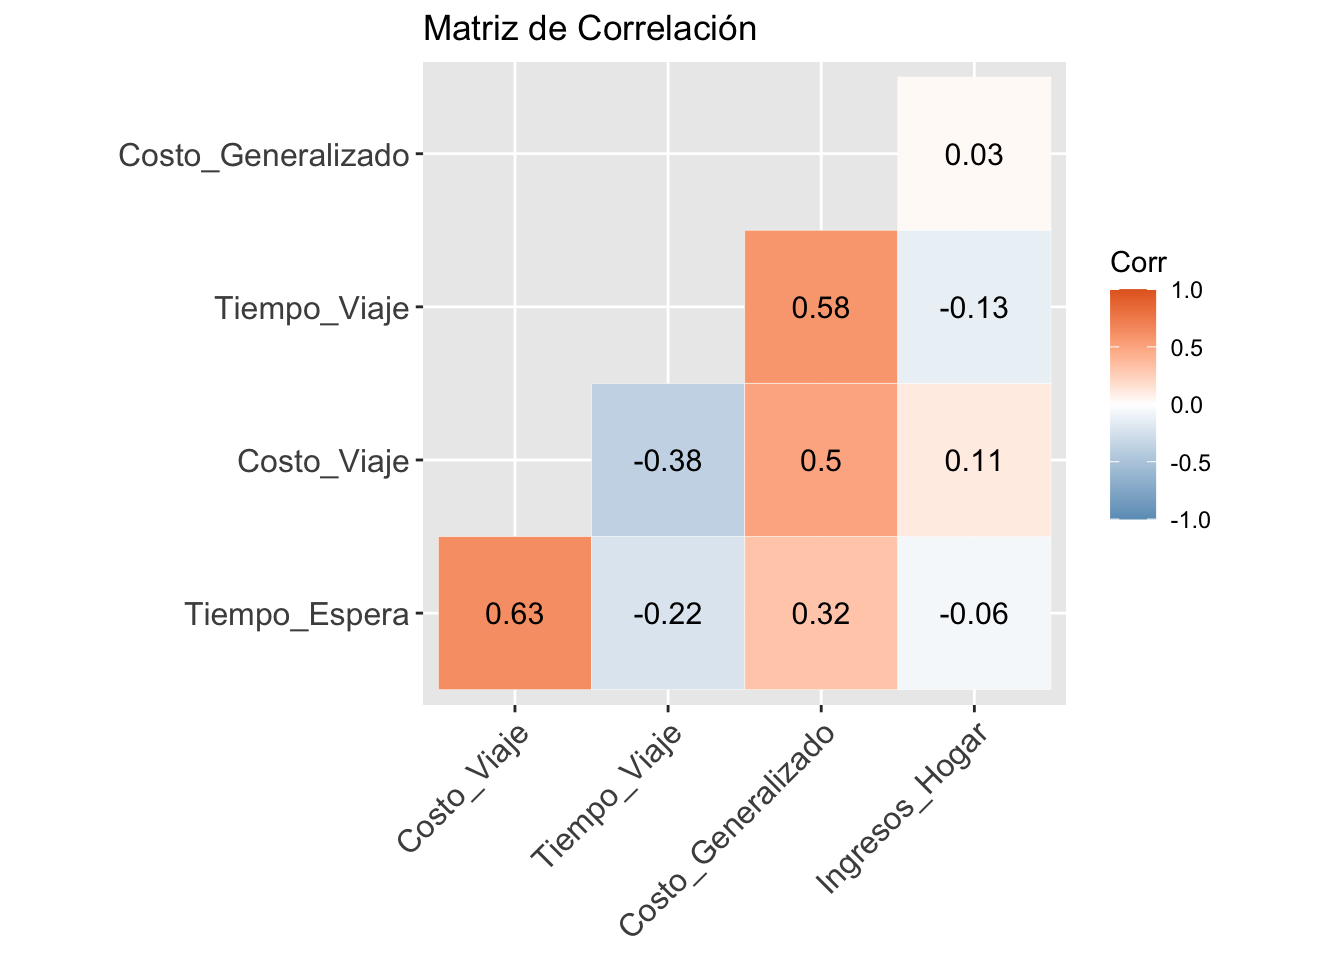 Matriz de Correlación
Costo_Generalizado
0.03
Tiempo_Viaje
0.58
-0.13
Costo_Viaje
-0.38
0.5
0.11
Tiempo_Espera
0.63
-0.22
0.32
-0.06
Costo_Viaje
Tiempo_Viaje
Costo_Generalizado
Ingresos_Hogar
Corr
1.0
0.5
0.0
-0.5
-1.0